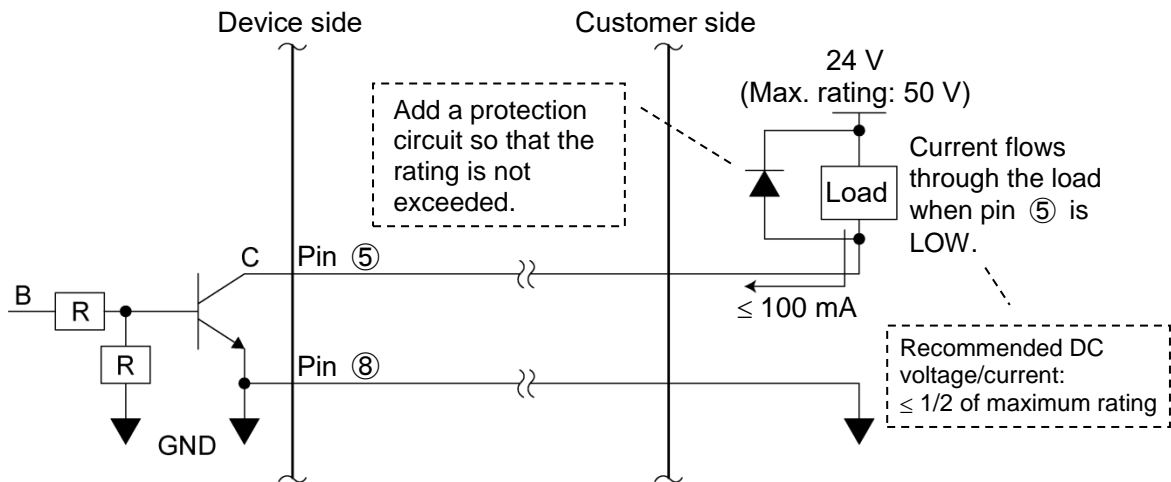 Device side
Customer side
24 V
(Max. rating: 50 V)
Add a protection
circuit so that the
rating is not
exceeded.
Load
Current flows
through the load
when pin ⑤ is
LOW.
C
Pin ⑤
B
R
≤ 100 mA
R
Pin ⑧
GND
Recommended DC
voltage/current:
≤ 1/2 of maximum rating